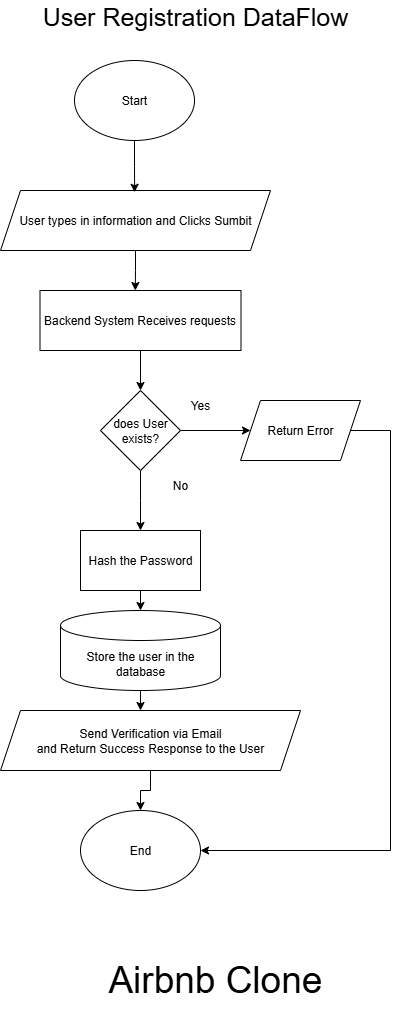 User Registration DataFlow
Start
User types in information and Clicks Sumbit
Backend System Receives requests
does User
exists?
Yes
Return Error
No
Hash the Password
Store the user in the
database
Send Verification via Email
and Return Success Response to the User
End
Airbnb Clone